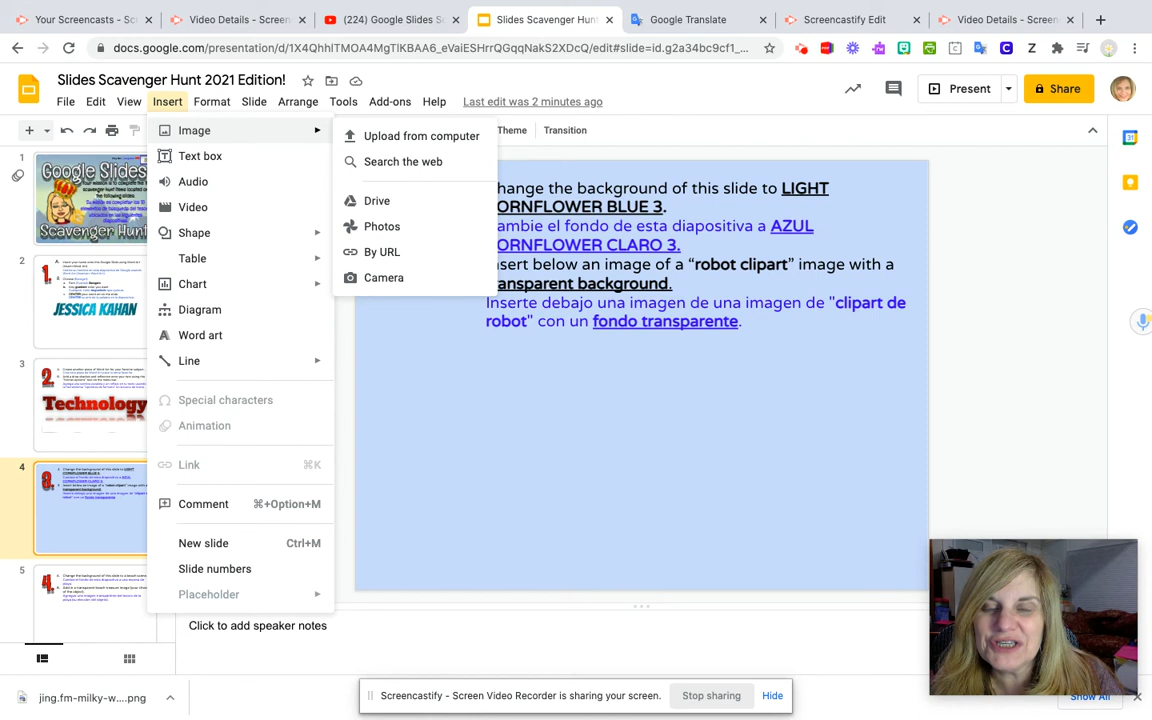 Your Screencasts - Sc
Video Details - Screen
(224) Google Slides S
Slides Scavenger Hunt
Google Translate
Screencastify Edit
Video Details - Screen
docs.google.com/presentation/d/1X4QhhlTMOA4MgTlKBAA6_eVaiESHrrQGqqNakS2XDcQ/edit#slide=id.g2a34bc9cf1_...
Slides Scavenger Hunt 2021 Edition!
File Edit View Insert Format Slide Arrange Tools Add-ons Help Last edit was 2 minutes ago
Present
Share
Theme Transition
Image
Text box
Audio
Video
Shape
Table
Chart
Diagram
Word art
Line
Special characters
Animation
Link ⌘K
Comment ⌘+Option+M
New slide Ctrl+M
Slide numbers
Placeholder
Upload from computer
Search the web
Drive
Photos
By URL
Camera
1
Google Slides
Scavenger Hunt
2
1.
JESSICA KAHAN
3
2.
Technology
4
3.
5
4.
hange the background of this slide to LIGHT
ORNFLOWER BLUE 3.
ambie el fondo de esta diapositiva a AZUL
ORNFLOWER CLARO 3.
nsert below an image of a “robot clipart” image with a
ansparent background.
Inserte debajo una imagen de una imagen de "clipart de
robot" con un fondo transparente.
Click to add speaker notes
jing.fm-milky-w....png
Screencastify - Screen Video Recorder is sharing your screen.
Stop sharing
Hide
Show All